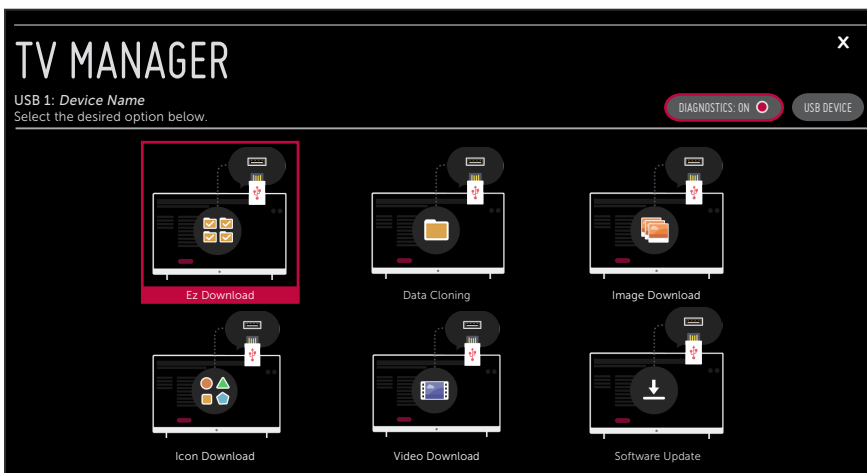 X
TV MANAGER
USB 1: Device Name
Select the desired option below.
DIAGNOSTICS: ON
USB DEVICE
Ez Download
Data Cloning
Image Download
Icon Download
Video Download
Software Update